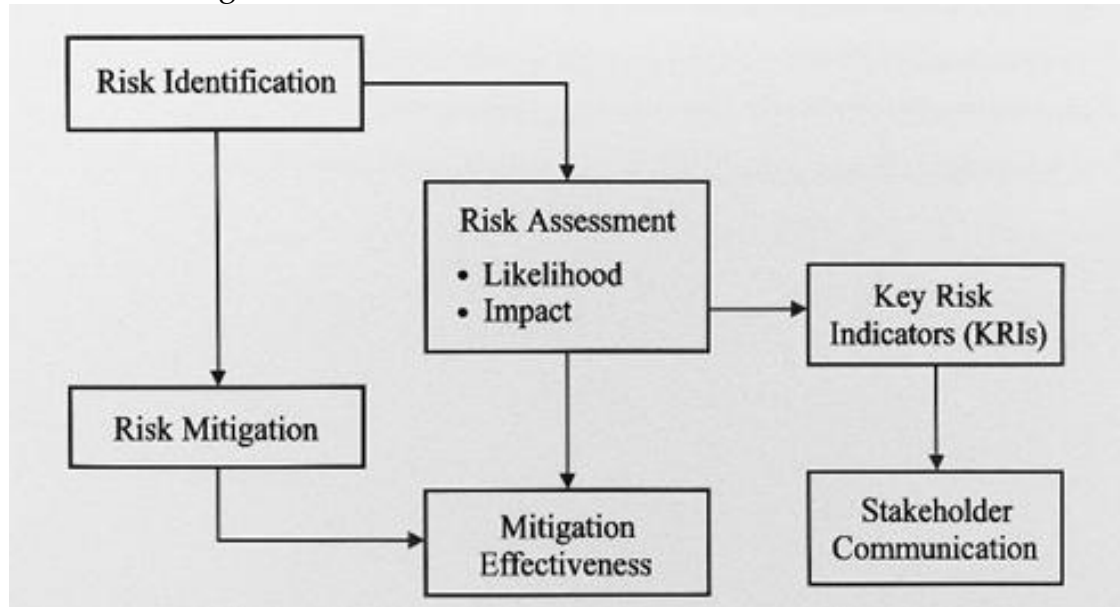 Risk Identification
Risk Assessment
• Likelihood
• Impact
Key Risk
Indicators (KRIs)
Risk Mitigation
Mitigation
Effectiveness
Stakeholder
Communication